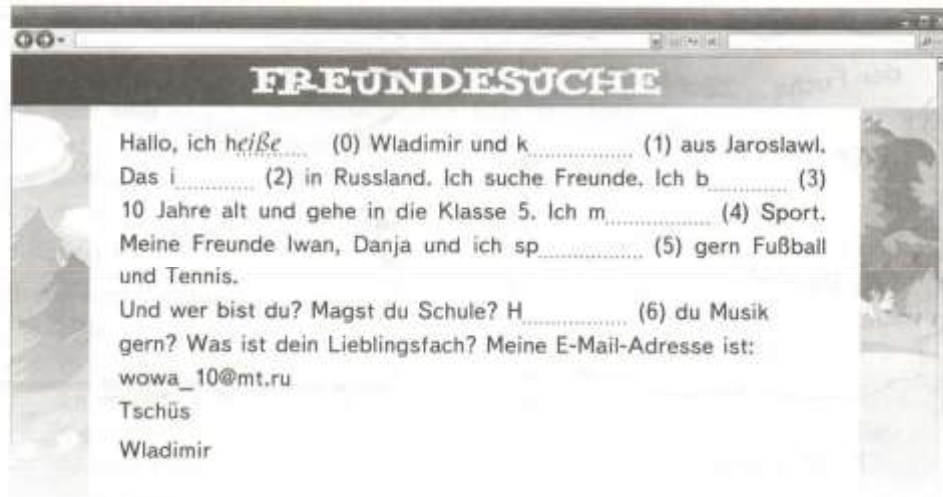 FREUNDESUCHE
Hallo, ich heiße (0) Wladimir und k............... (1) aus Jaroslawl.
Das i........... (2) in Russland. Ich suche Freunde. Ich b........... (3)
10 Jahre alt und gehe in die Klasse 5. Ich m............... (4) Sport.
Meine Freunde Iwan, Danja und ich sp............... (5) gern Fußball
und Tennis.
Und wer bist du? Magst du Schule? H............... (6) du Musik
gern? Was ist dein Lieblingsfach? Meine E-Mail-Adresse ist:
wowa_10@mt.ru
Tschüs
Wladimir